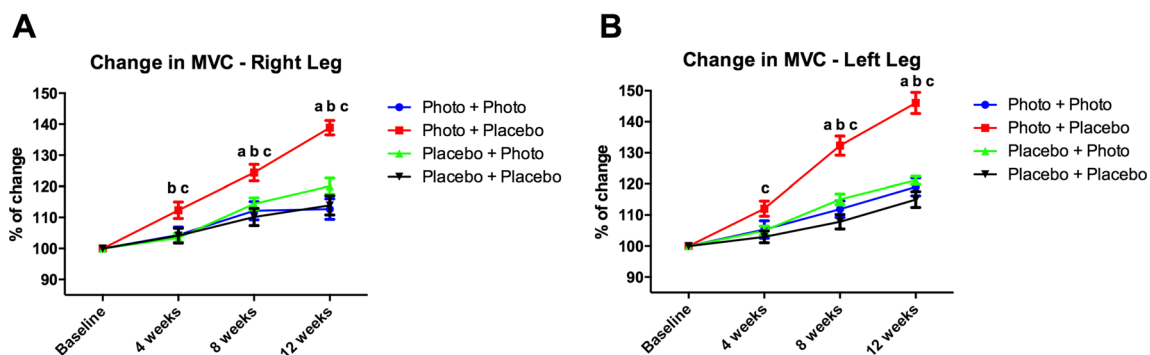 A
Change in MVC - Right Leg
% of change
150
140
130
120
110
100
90
b c
a b c
a b c
Baseline
4 weeks
8 weeks
12 weeks
Photo + Photo
Photo + Placebo
Placebo + Photo
Placebo + Placebo
B
Change in MVC - Left Leg
% of change
150
140
130
120
110
100
90
c
a b c
a b c
Baseline
4 weeks
8 weeks
12 weeks
Photo + Photo
Photo + Placebo
Placebo + Photo
Placebo + Placebo